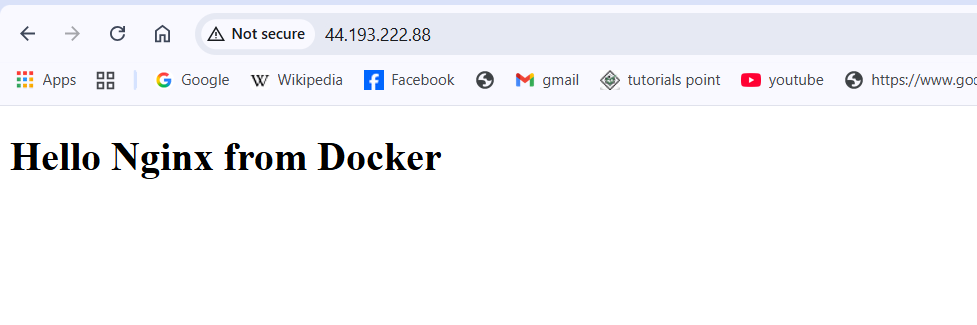 Not secure 44.193.222.88
Apps Google Wikipedia Facebook gmail tutorials point youtube https://www.goo
Hello Nginx from Docker